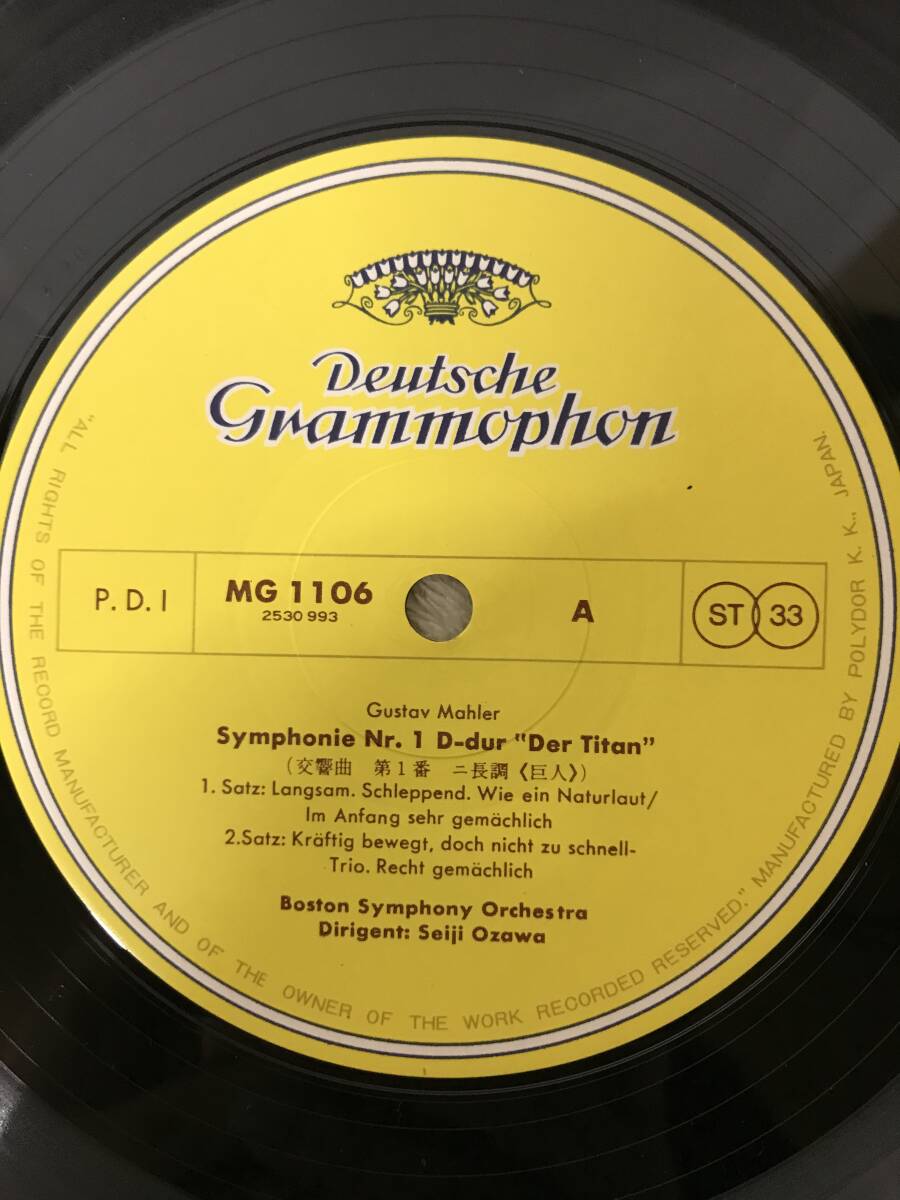 Deutsche
Grammophon
P. D. I
MG 1106
2530 993
A
ST 33
Gustav Mahler
Symphonie Nr. 1 D-dur "Der Titan"
(交響曲 第1番 ニ長調《巨人》)
1. Satz: Langsam. Schleppend. Wie ein Naturlaut/
Im Anfang sehr gemächlich
2.Satz: Kräftig bewegt, doch nicht zu schnell-
Trio. Recht gemächlich
Boston Symphony Orchestra
Dirigent: Seiji Ozawa
"ALL RIGHTS OF THE RECORD MANUFACTURER AND OF THE OWNER OF THE WORK RECORDED RESERVED." MANUFACTURED BY POLYDOR K. K., JAPAN.